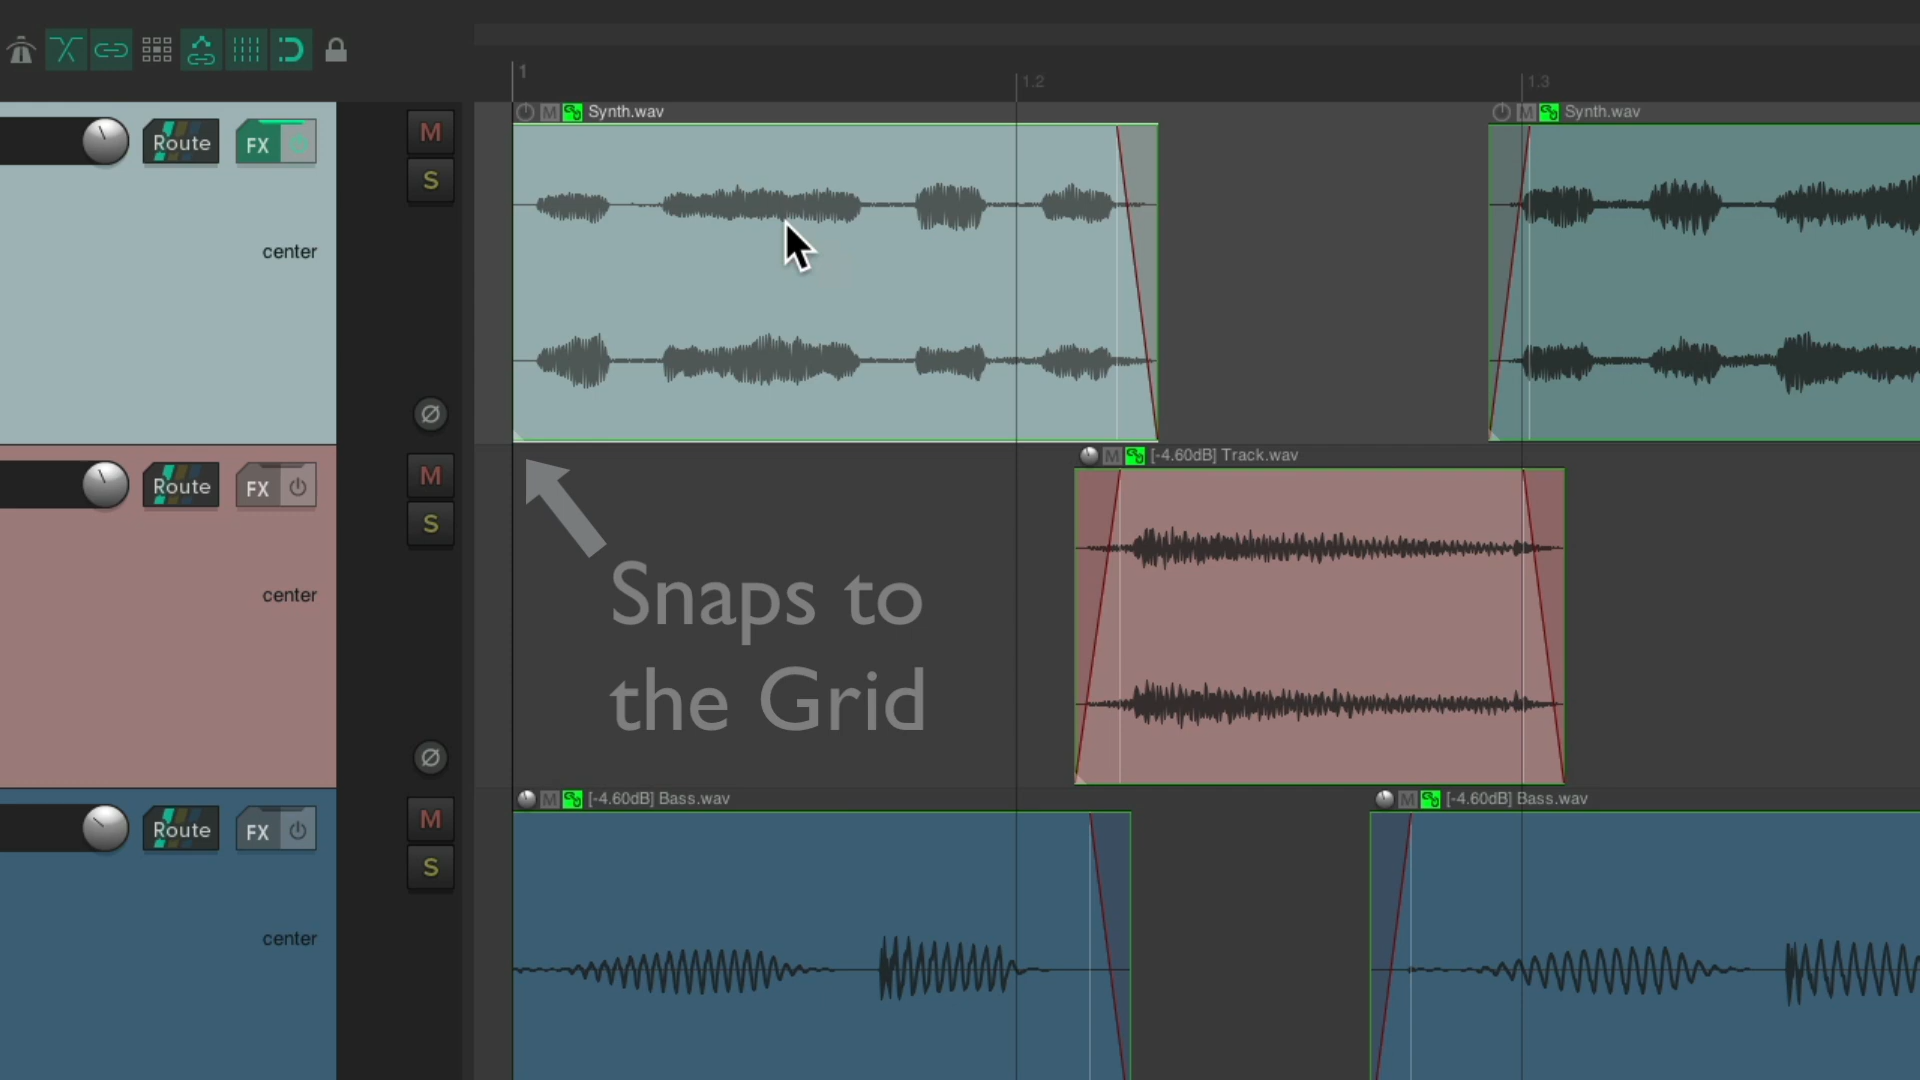 1
1.2
1.3
M Synth.wav
M Synth.wav
Route
FX
M
S
center
Ø
M [-4.60dB] Track.wav
Route
FX
M
S
center
Ø
Snaps to
the Grid
M [-4.60dB] Bass.wav
M [-4.60dB] Bass.wav
Route
FX
M
S
center